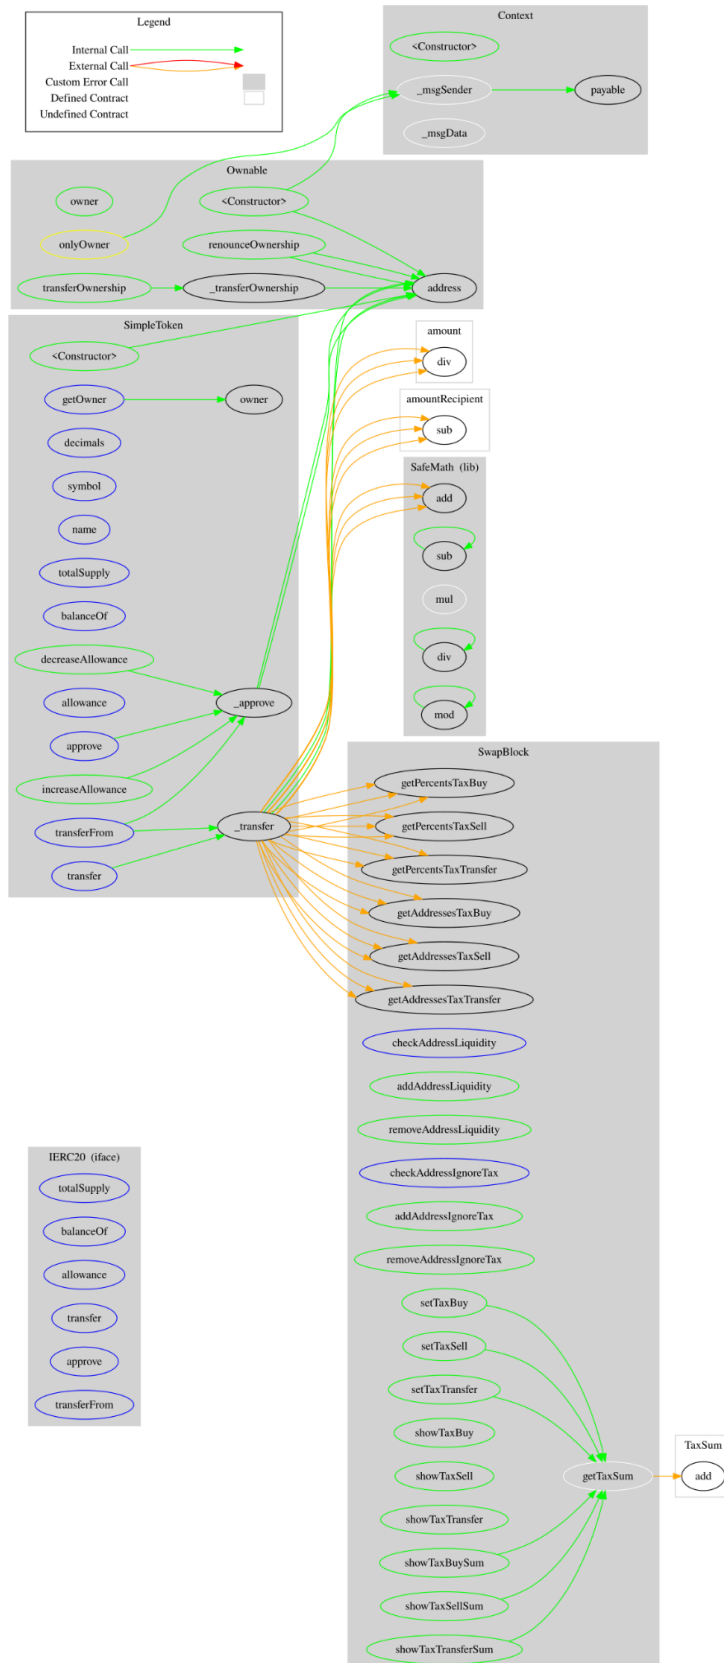 Legend
Internal Call
External Call
Custom Error Call
Defined Contract
Undefined Contract
Context
<Constructor>
_msgSender
payable
_msgData
Ownable
owner
<Constructor>
onlyOwner
renounceOwnership
transferOwnership
_transferOwnership
address
SimpleToken
<Constructor>
getOwner
owner
decimals
symbol
name
totalSupply
balanceOf
decreaseAllowance
allowance
_approve
approve
increaseAllowance
transferFrom
_transfer
transfer
amount
div
amountRecipient
sub
SafeMath (lib)
add
sub
mul
div
mod
SwapBlock
getPercentsTaxBuy
getPercentsTaxSell
getPercentsTaxTransfer
getAddressesTaxBuy
getAddressesTaxSell
getAddressesTaxTransfer
checkAddressLiquidity
addAddressLiquidity
removeAddressLiquidity
checkAddressIgnoreTax
addAddressIgnoreTax
removeAddressIgnoreTax
setTaxBuy
setTaxSell
setTaxTransfer
showTaxBuy
showTaxSell
getTaxSum
showTaxTransfer
showTaxBuySum
showTaxSellSum
showTaxTransferSum
TaxSum
add
IERC20 (iface)
totalSupply
balanceOf
allowance
transfer
approve
transferFrom